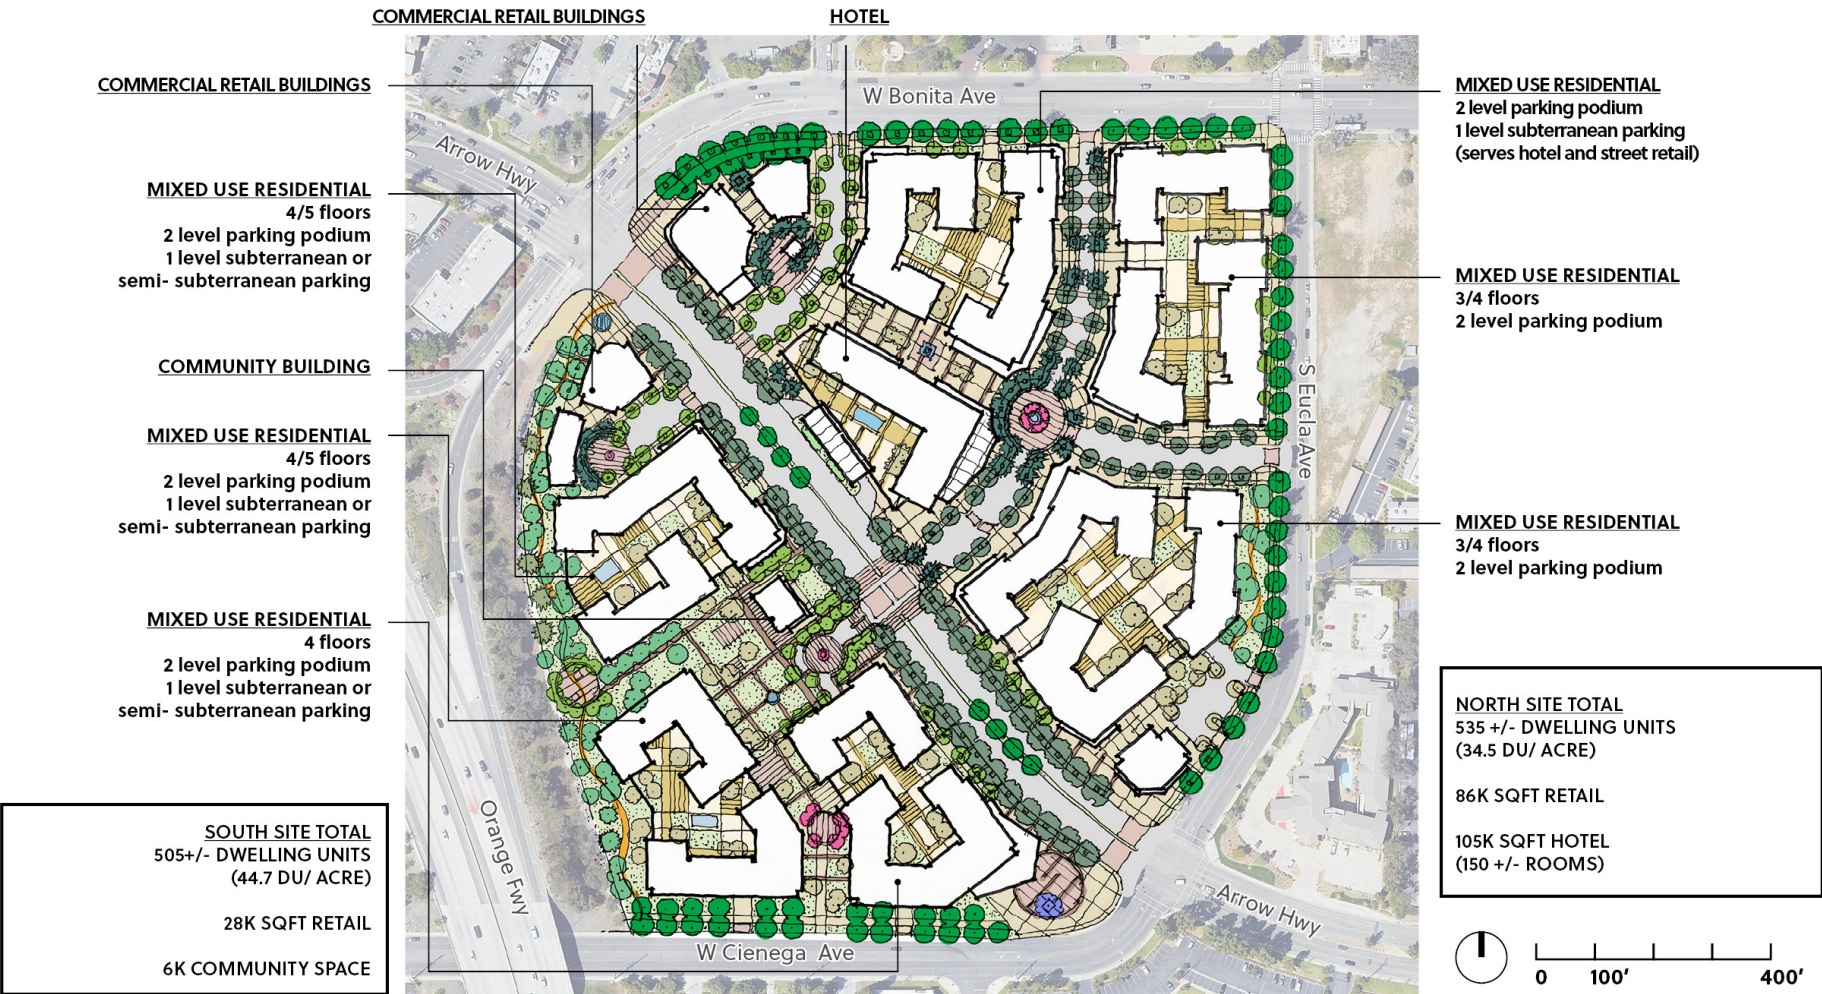 COMMERCIAL RETAIL BUILDINGS
HOTEL
COMMERCIAL RETAIL BUILDINGS
MIXED USE RESIDENTIAL
4/5 floors
2 level parking podium
1 level subterranean or
semi- subterranean parking
COMMUNITY BUILDING
MIXED USE RESIDENTIAL
4/5 floors
2 level parking podium
1 level subterranean or
semi- subterranean parking
MIXED USE RESIDENTIAL
4 floors
2 level parking podium
1 level subterranean or
semi- subterranean parking
SOUTH SITE TOTAL
505+/- DWELLING UNITS
(44.7 DU/ ACRE)
28K SQFT RETAIL
6K COMMUNITY SPACE
W Bonita Ave
Arrow Hwy
S Eucla Ave
Orange Fwy
Arrow Hwy
W Cienega Ave
MIXED USE RESIDENTIAL
2 level parking podium
1 level subterranean parking
(serves hotel and street retail)
MIXED USE RESIDENTIAL
3/4 floors
2 level parking podium
MIXED USE RESIDENTIAL
3/4 floors
2 level parking podium
NORTH SITE TOTAL
535 +/- DWELLING UNITS
(34.5 DU/ ACRE)
86K SQFT RETAIL
105K SQFT HOTEL
(150 +/- ROOMS)
0 100′ 400′